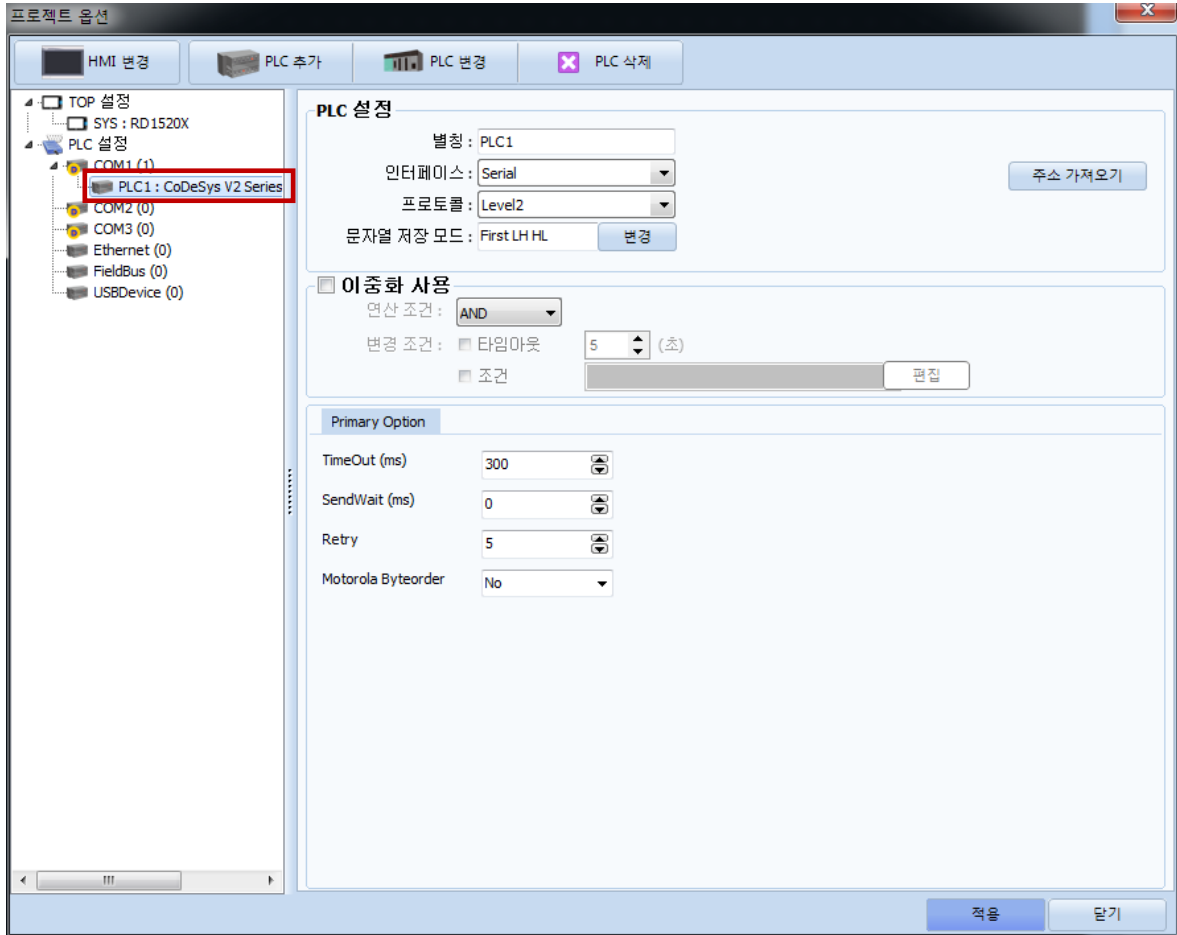 프로젝트 옵션
HMI 변경 PLC 추가 PLC 변경 PLC 삭제
TOP 설정
SYS : RD1520X
PLC 설정
COM1 (1)
PLC1 : CoDeSys V2 Series
COM2 (0)
COM3 (0)
Ethernet (0)
FieldBus (0)
USBDevice (0)
PLC 설정
별칭 : PLC1
인터페이스 : Serial
주소 가져오기
프로토콜 : Level2
문자열 저장 모드 : First LH HL 변경
이중화 사용
연산 조건 : AND
변경 조건 : 타임아웃 5 (초)
조건 편집
Primary Option
TimeOut (ms) 300
SendWait (ms) 0
Retry 5
Motorola Byteorder No
적용 닫기